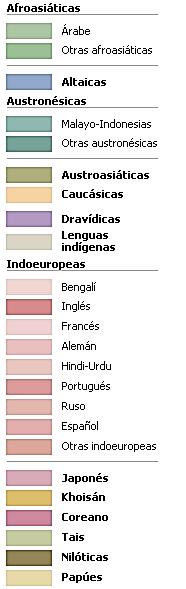 Afroasiáticas
Árabe
Otras afroasiáticas
Altaicas
Austronésicas
Malayo-Indonesias
Otras austronésicas
Austroasiáticas
Caucásicas
Dravídicas
Lenguas
indígenas
Indoeuropeas
Bengalí
Inglés
Francés
Alemán
Hindi-Urdu
Portugués
Ruso
Español
Otras indoeuropeas
Japonés
Khoisán
Coreano
Tais
Nilóticas
Papúes